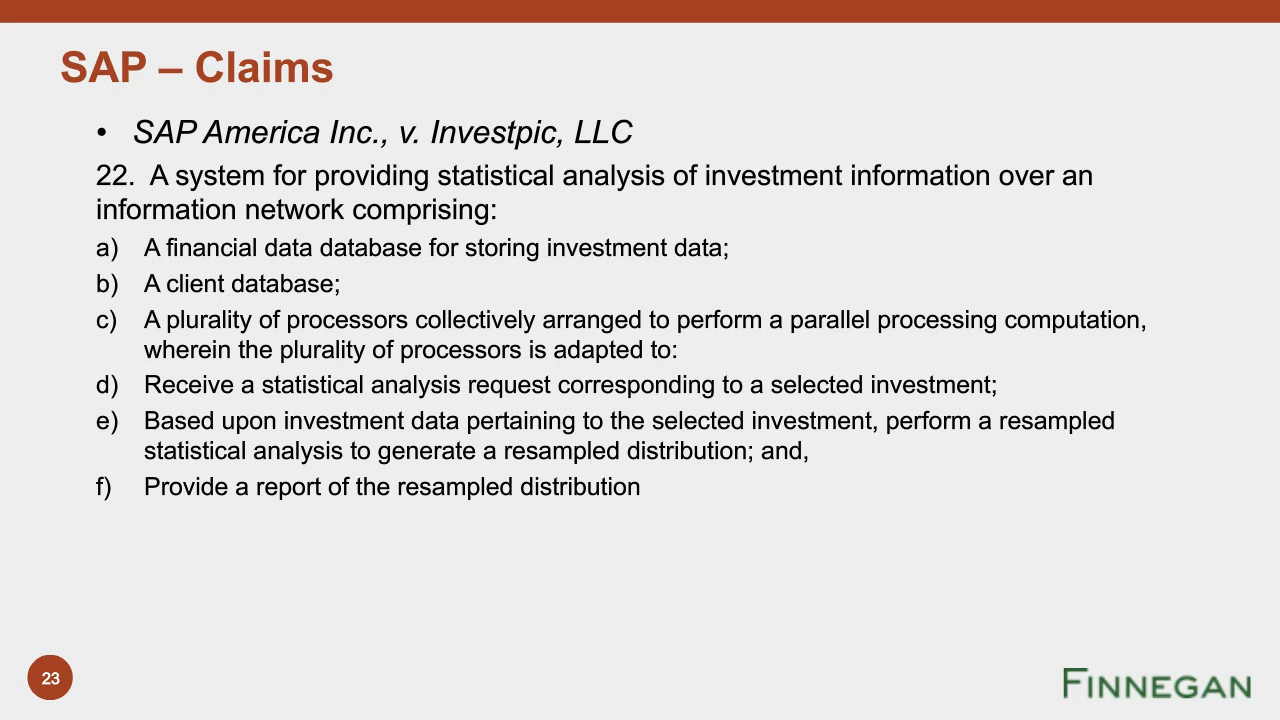 SAP – Claims
• SAP America Inc., v. Investpic, LLC
22. A system for providing statistical analysis of investment information over an
information network comprising:
a) A financial data database for storing investment data;
b) A client database;
c) A plurality of processors collectively arranged to perform a parallel processing computation,
wherein the plurality of processors is adapted to:
d) Receive a statistical analysis request corresponding to a selected investment;
e) Based upon investment data pertaining to the selected investment, perform a resampled
statistical analysis to generate a resampled distribution; and,
f) Provide a report of the resampled distribution
23
FINNEGAN